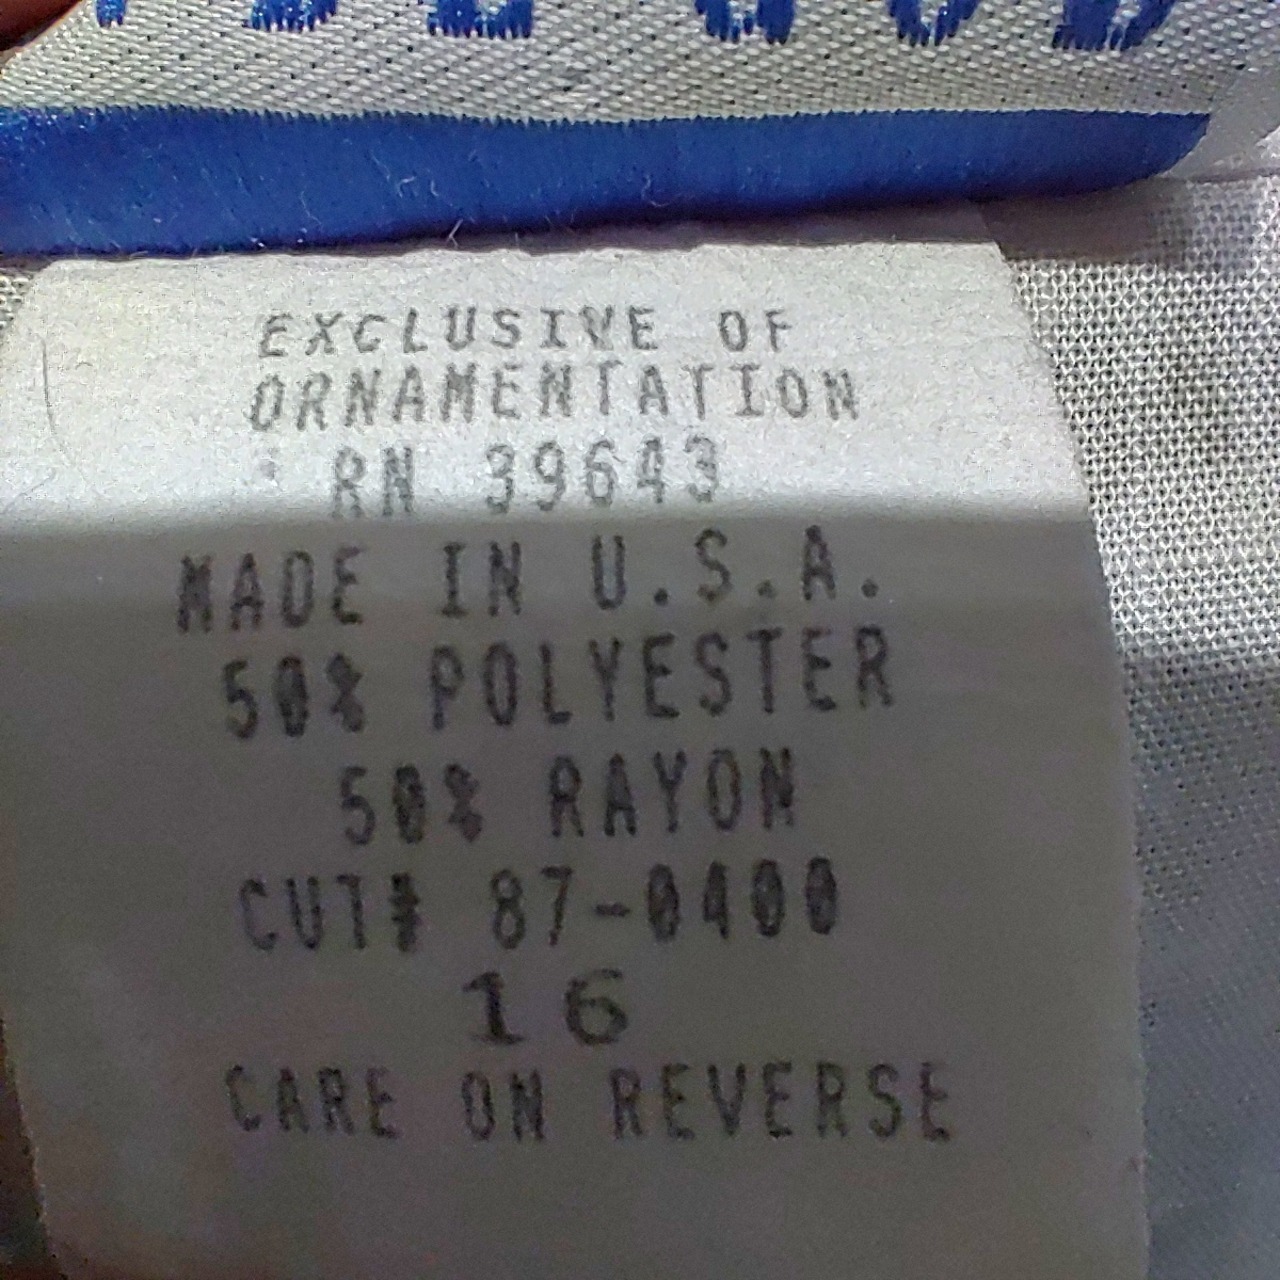 EXCLUSIVE OF
ORNAMENTATION
RN 39643
MADE IN U.S.A.
50% POLYESTER
50% RAYON
CUT# 87-0400
16
CARE ON REVERSE